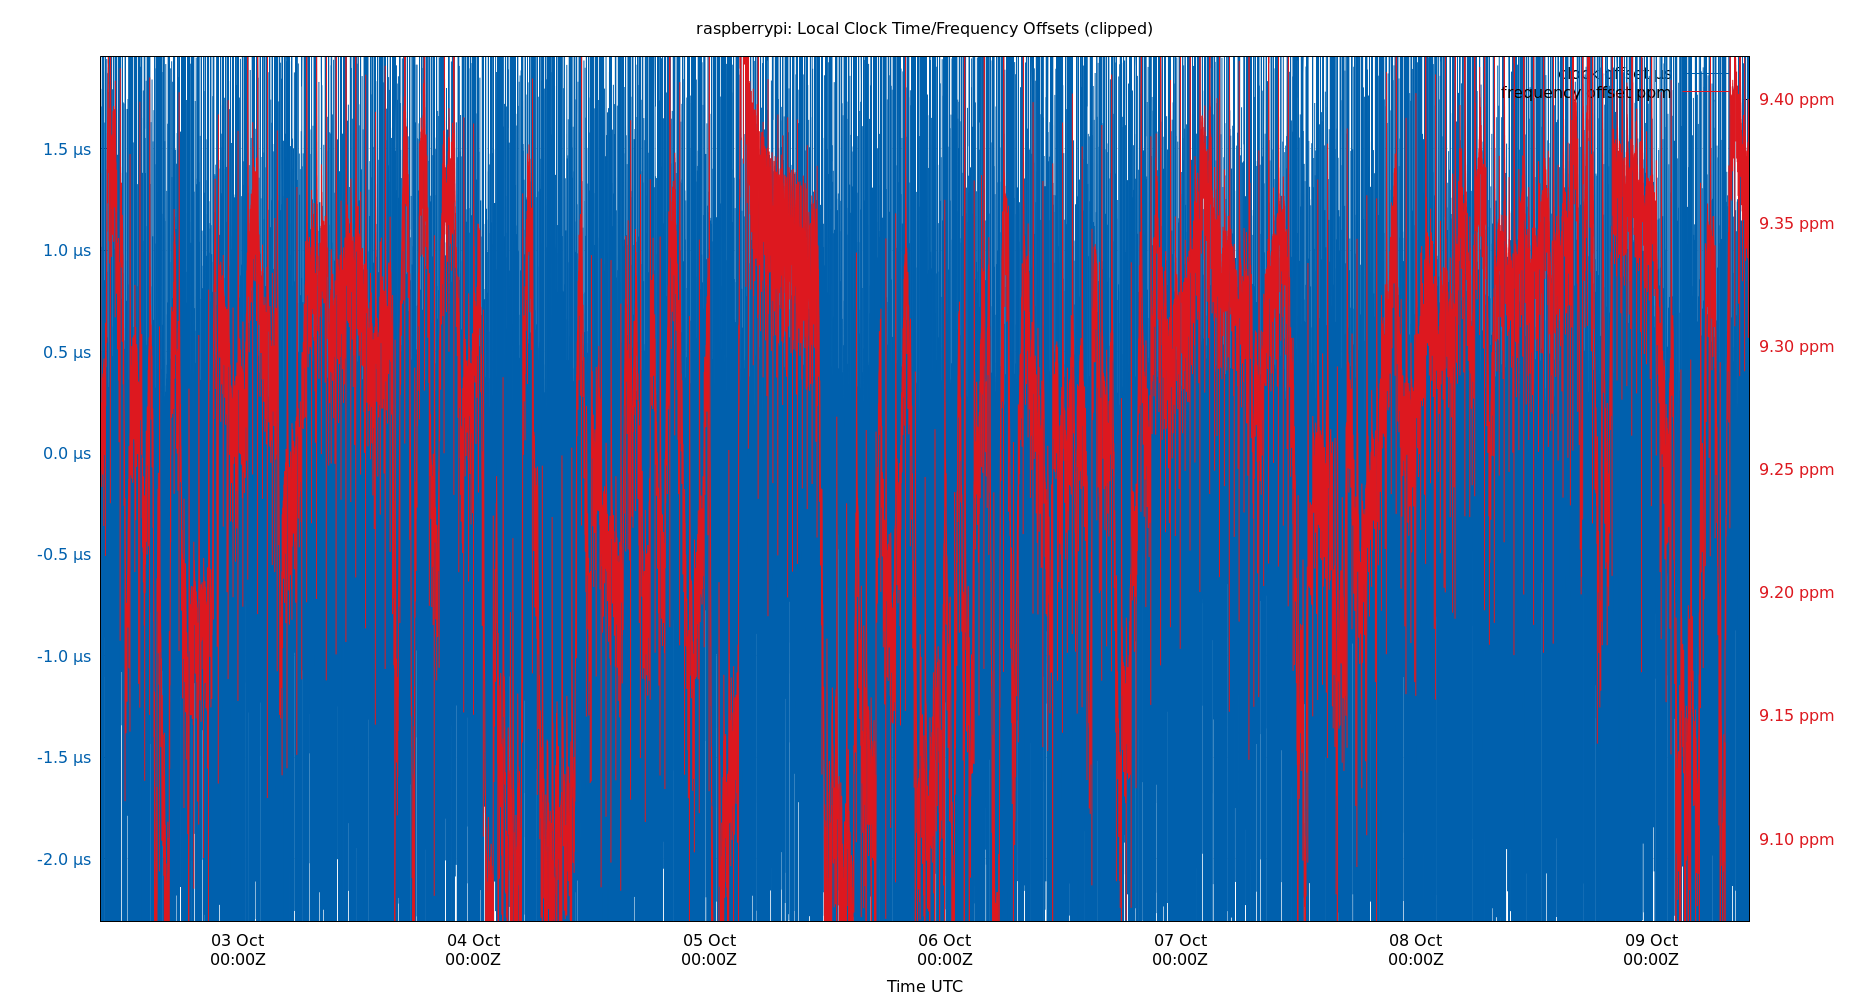 raspberrypi: Local Clock Time/Frequency Offsets (clipped)
clock offset µs
frequency offset ppm
1.5 µs
1.0 µs
0.5 µs
0.0 µs
-0.5 µs
-1.0 µs
-1.5 µs
-2.0 µs
9.40 ppm
9.35 ppm
9.30 ppm
9.25 ppm
9.20 ppm
9.15 ppm
9.10 ppm
03 Oct 04 Oct 05 Oct 06 Oct 07 Oct 08 Oct 09 Oct
00:00Z 00:00Z 00:00Z 00:00Z 00:00Z 00:00Z 00:00Z
Time UTC